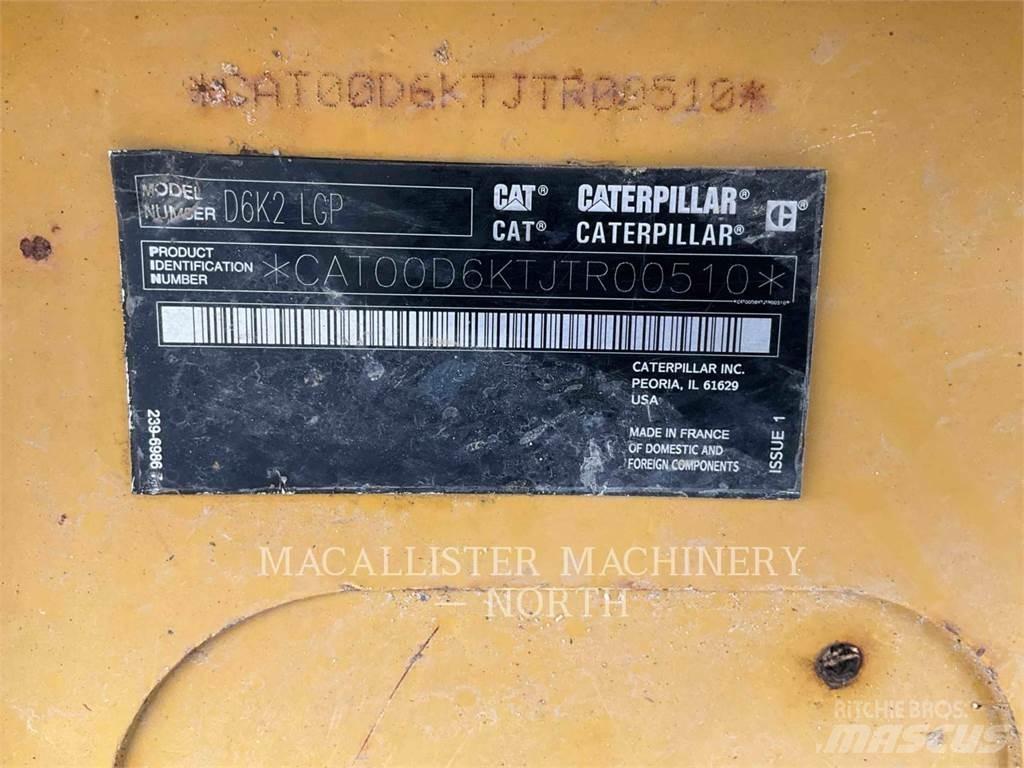 *CAT00D6KTJTR00510*
MODEL
NUMBER D6K2 LGP
CAT® CATERPILLAR®
CAT® CATERPILLAR®
PRODUCT
IDENTIFICATION
NUMBER
*CAT00D6KTJTR00510*
*CAT00D6KTJTR00510*
CATERPILLAR INC.
PEORIA, IL 61629
USA
MADE IN FRANCE
OF DOMESTIC AND
FOREIGN COMPONENTS
ISSUE 1
239-6986
MACALLISTER MACHINERY
— NORTH
RITCHIE BROS.
MASCUS